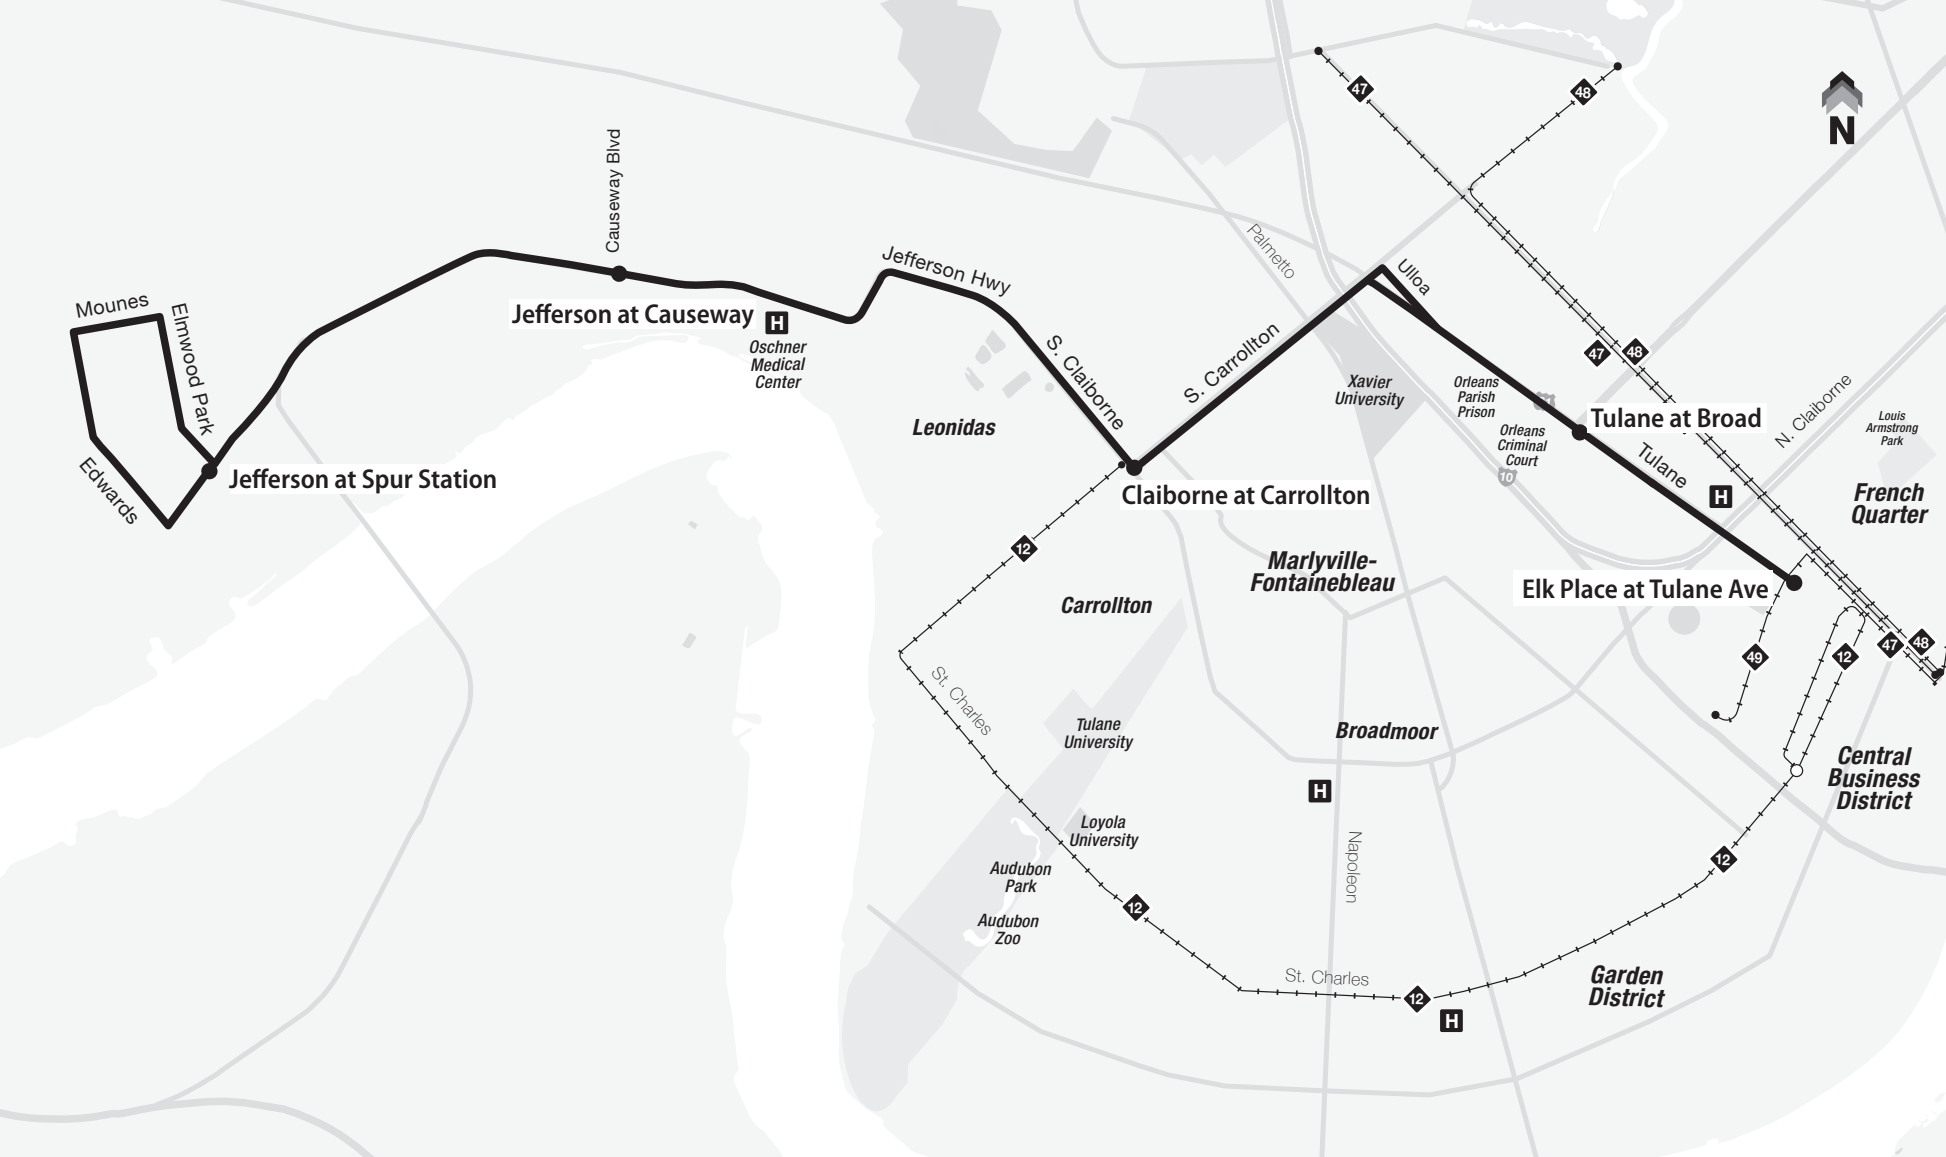 47
48
N
Causeway Blvd
Palmetto
Jefferson Hwy
Ulloa
Mounes
Elmwood Park
Jefferson at Causeway
H
Oschner
Medical
Center
S. Claiborne
S. Carrollton
47
48
Xavier
University
Orleans
Parish
Prison
Orleans
Criminal
Court
10
Tulane at Broad
N. Claiborne
Louis
Armstrong
Park
Leonidas
Tulane
H
French
Quarter
Edwards
Jefferson at Spur Station
Claiborne at Carrollton
12
Marlyville-
Fontainebleau
Elk Place at Tulane Ave
Carrollton
St. Charles
49
12
47
48
Tulane
University
Broadmoor
Central
Business
District
H
Loyola
University
Napoleon
12
Audubon
Park
Audubon
Zoo
12
St. Charles
12
H
Garden
District